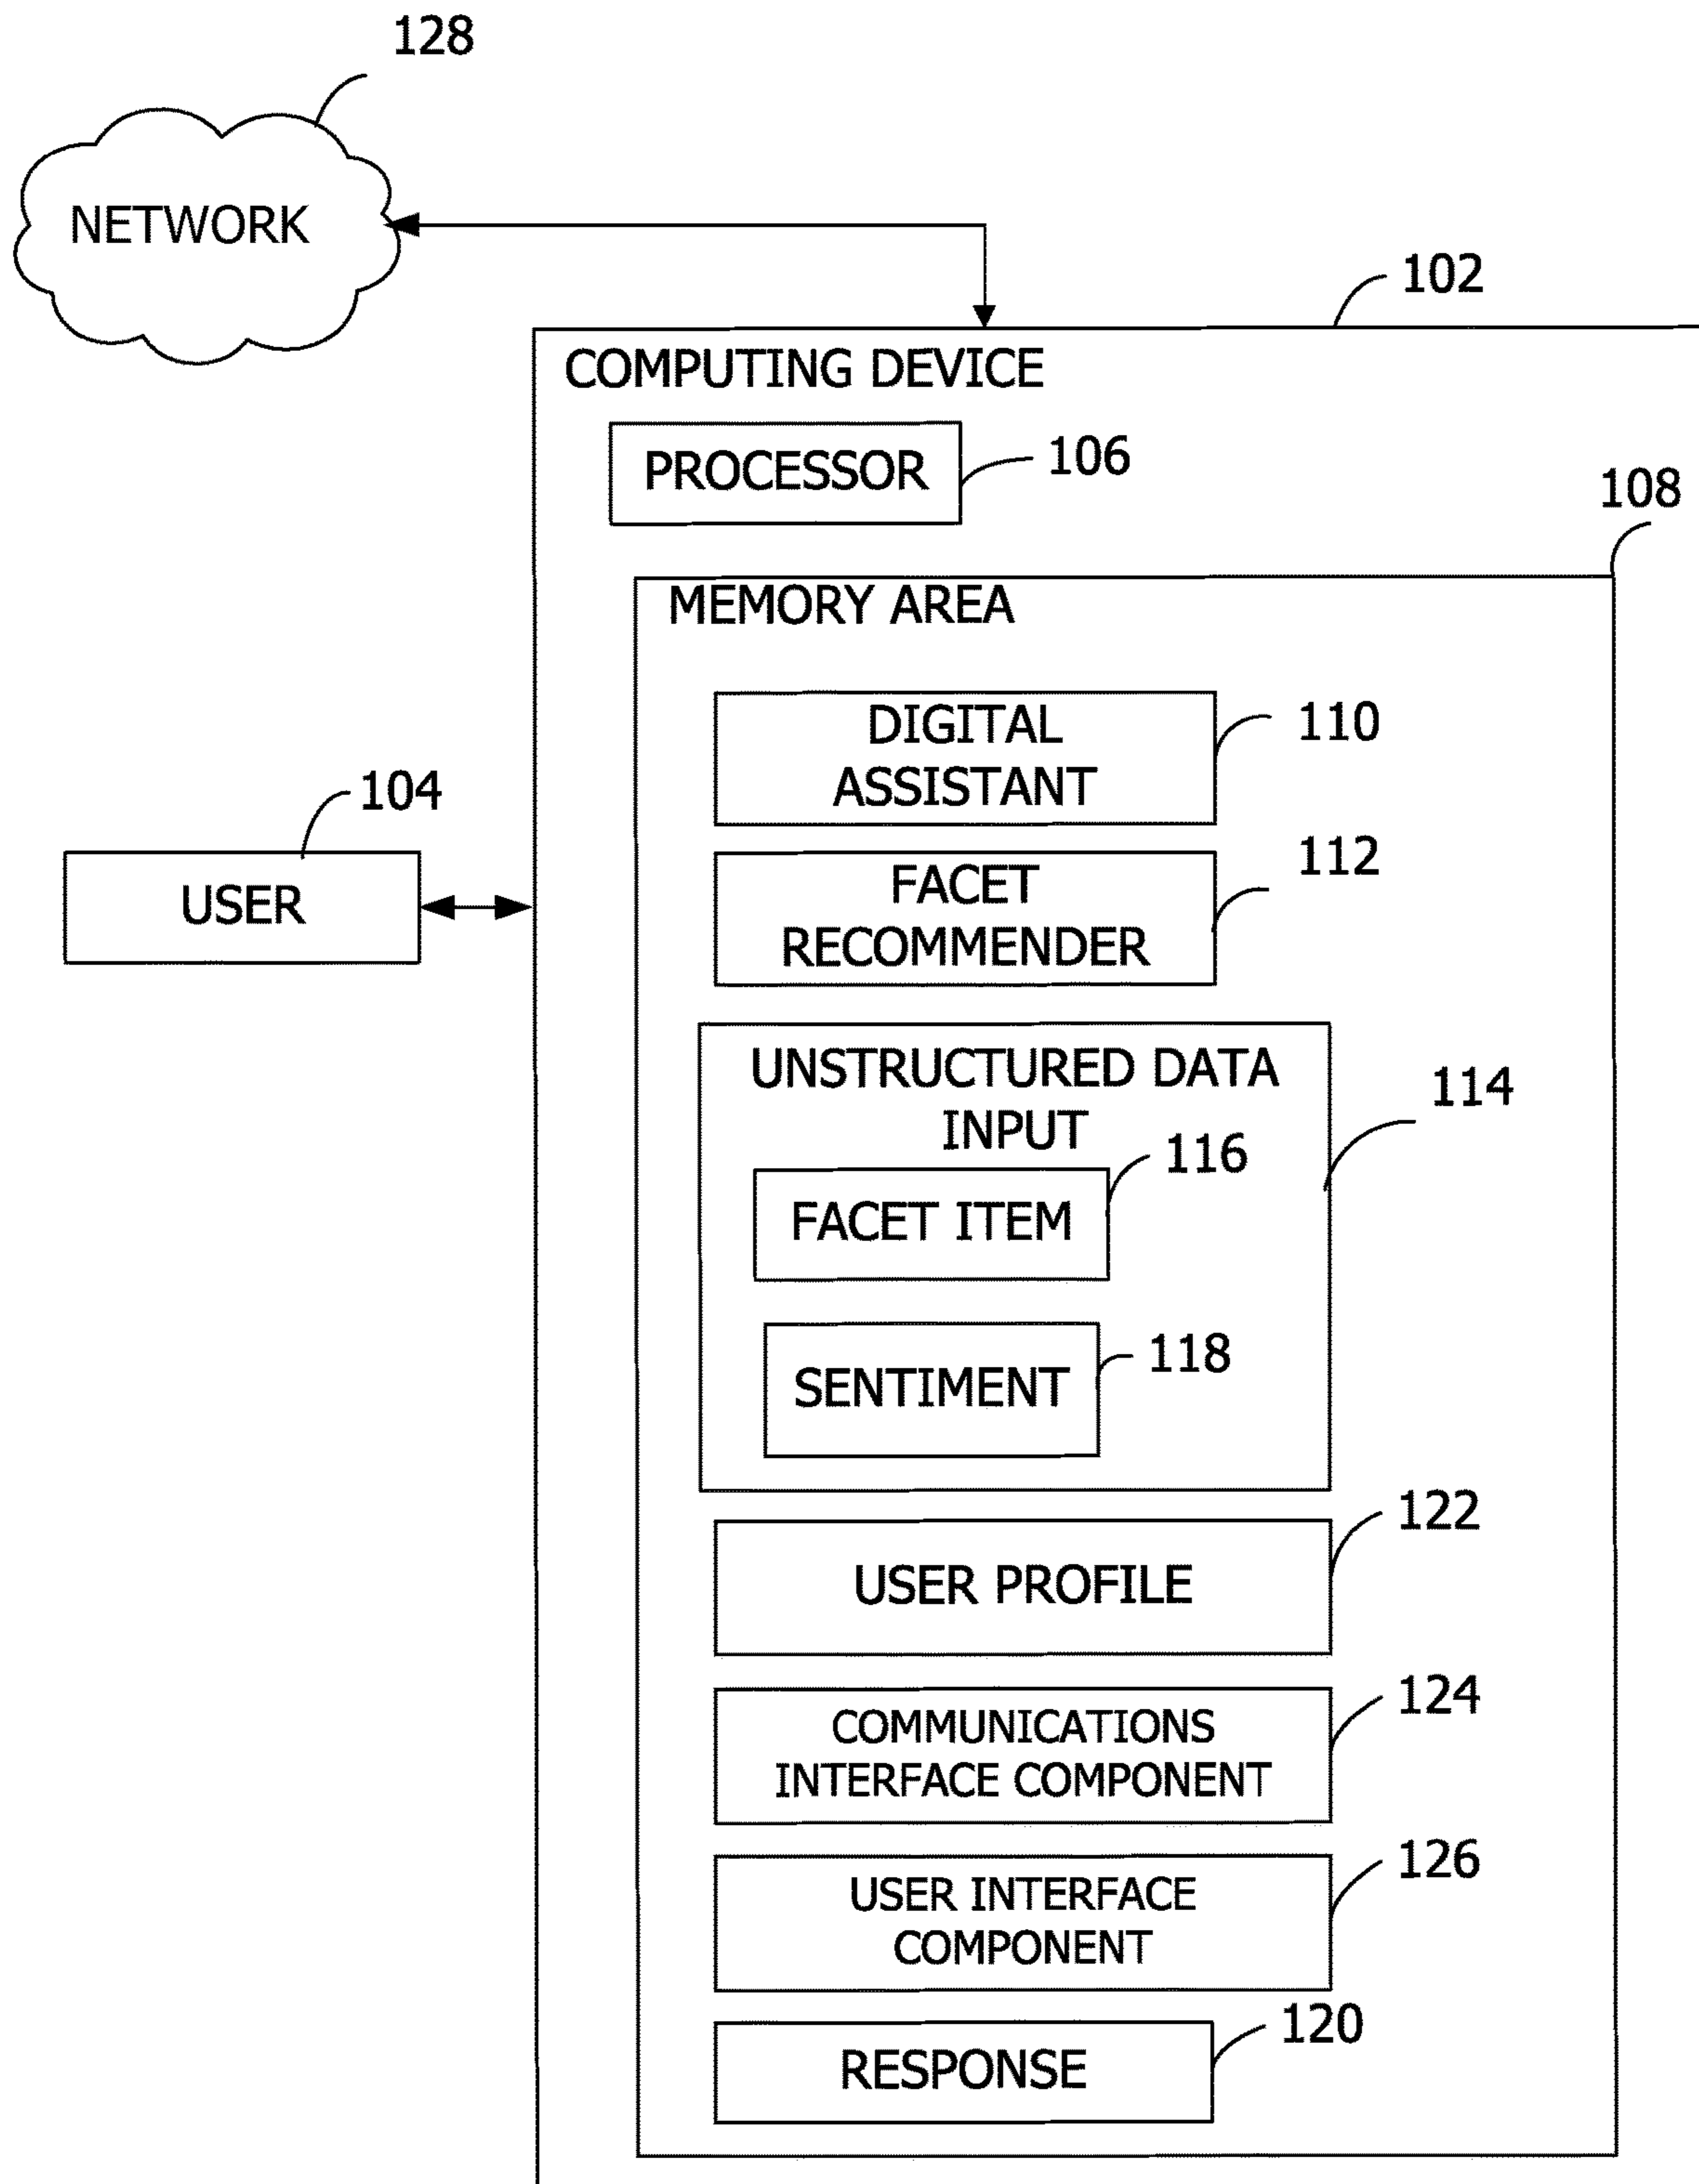 128
NETWORK
102
COMPUTING DEVICE
PROCESSOR
106
108
MEMORY AREA
DIGITAL
ASSISTANT
110
104
USER
FACET
RECOMMENDER
112
UNSTRUCTURED DATA
INPUT
114
116
FACET ITEM
118
SENTIMENT
122
USER PROFILE
124
COMMUNICATIONS
INTERFACE COMPONENT
126
USER INTERFACE
COMPONENT
120
RESPONSE